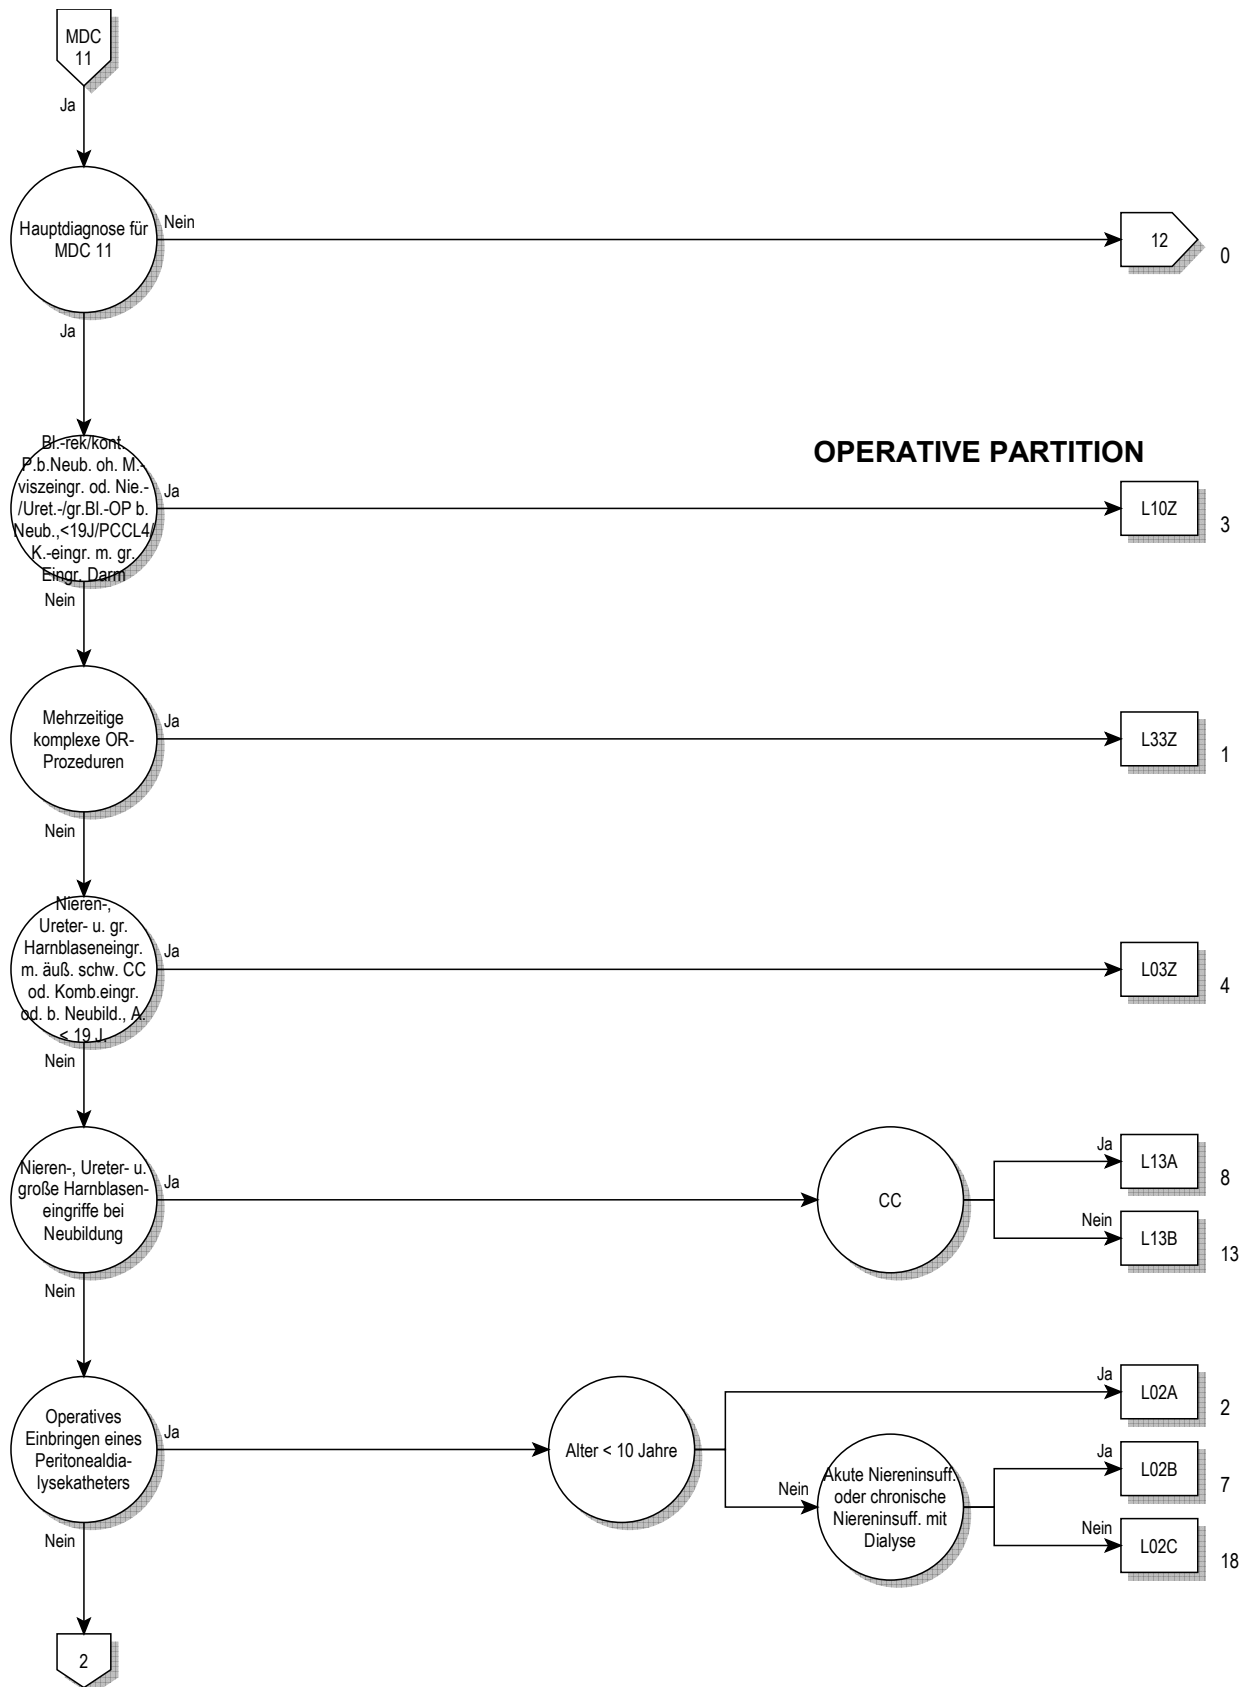 MDC
11
Ja
Hauptdiagnose für
MDC 11
Nein
12
0
Ja
OPERATIVE PARTITION
Bl.-rek/kont.
P.b.Neub. oh. M.-
viszeingr. od. Nie.-
/Uret.-/gr.Bl.-OP b.
Neub.,<19J/PCCL4/
K.-eingr. m. gr.
Eingr. Darm
Ja
L10Z
3
Nein
Mehrzeitige
komplexe OR-
Prozeduren
Ja
L33Z
1
Nein
Nieren-,
Ureter- u. gr.
Harnblaseneingr.
m. äuß. schw. CC
od. Komb.eingr.
od. b. Neubild., A.
< 19 J.
Ja
L03Z
4
Nein
Nieren-, Ureter- u.
große Harnblasen-
eingriffe bei
Neubildung
Ja
CC
Ja
L13A
8
Nein
L13B
13
Nein
Operatives
Einbringen eines
Peritonealdia-
lysekatheters
Ja
Alter < 10 Jahre
Ja
L02A
2
Nein
Akute Niereninsuff.
oder chronische
Niereninsuff. mit
Dialyse
Ja
L02B
7
Nein
L02C
18
Nein
2